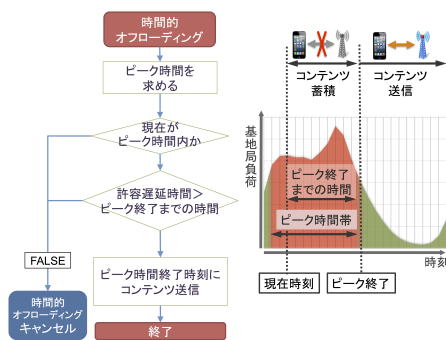 時間的
オフローディング
ピーク時間を
求める
現在が
ピーク時間内か
許容遅延時間＞
ピーク終了までの時間
FALSE
時間的
オフローディング
キャンセル
ピーク時間終了時刻に
コンテンツ送信
終了
コンテンツ
蓄積
コンテンツ
送信
基地局負荷
ピーク終了
までの時間
ピーク時間帯
時刻
現在時刻
ピーク終了